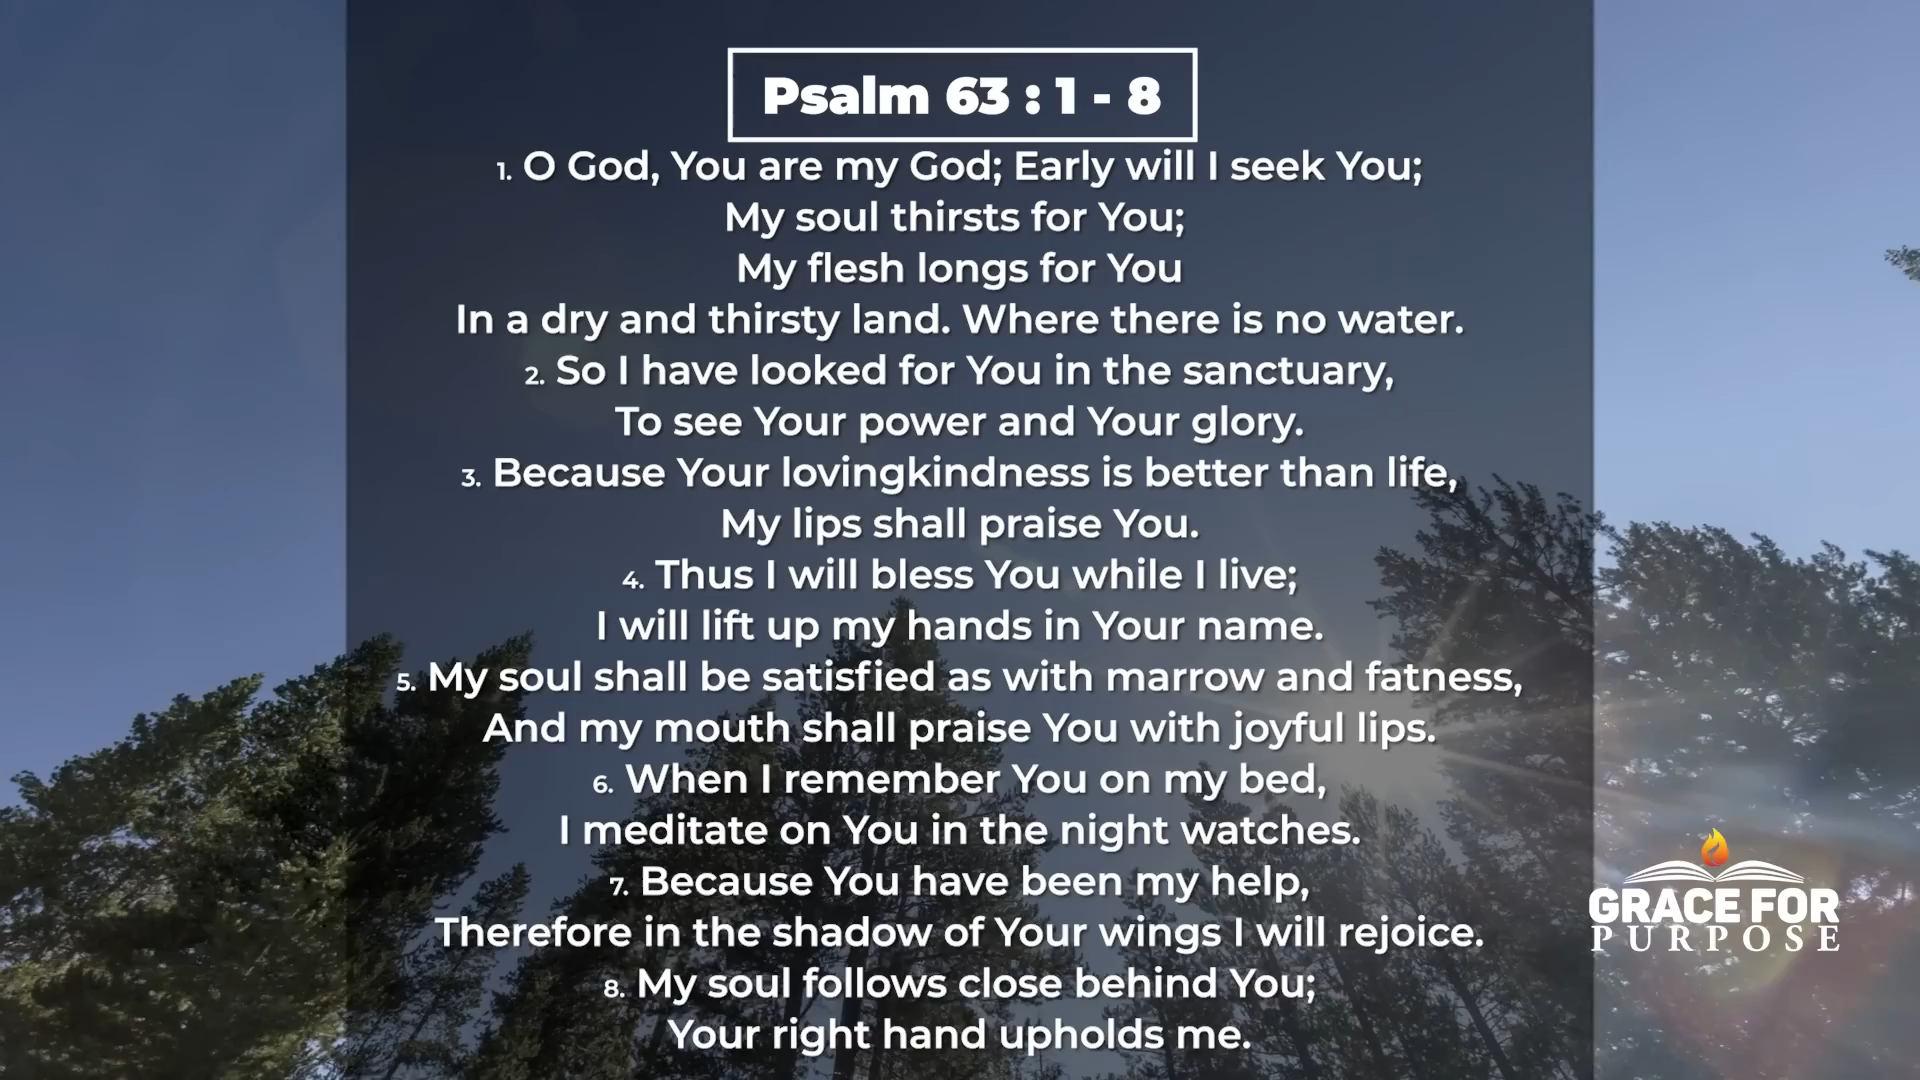 Psalm 63 : 1 - 8
1. O God, You are my God; Early will I seek You;
My soul thirsts for You;
My flesh longs for You
In a dry and thirsty land. Where there is no water.
2. So I have looked for You in the sanctuary,
To see Your power and Your glory.
3. Because Your lovingkindness is better than life,
My lips shall praise You.
4. Thus I will bless You while I live;
I will lift up my hands in Your name.
5. My soul shall be satisfied as with marrow and fatness,
And my mouth shall praise You with joyful lips.
6. When I remember You on my bed,
I meditate on You in the night watches.
7. Because You have been my help,
Therefore in the shadow of Your wings I will rejoice.
8. My soul follows close behind You;
Your right hand upholds me.
GRACE FOR
PURPOSE